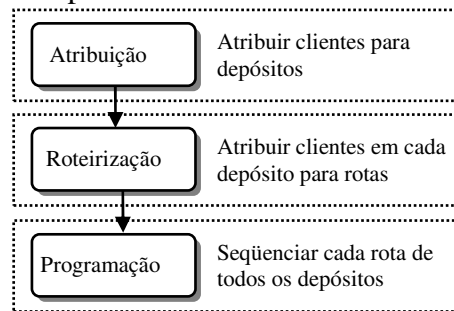 Atribuição
Atribuir clientes para
depósitos
Roteirização
Atribuir clientes em cada
depósito para rotas
Programação
Seqüenciar cada rota de
todos os depósitos